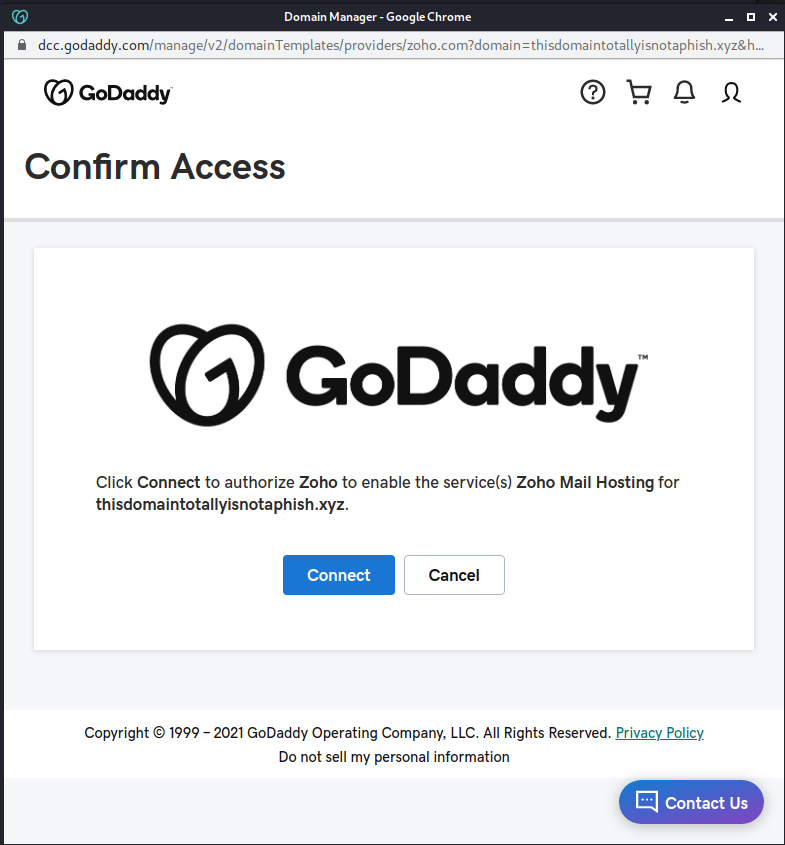 Domain Manager - Google Chrome
dcc.godaddy.com/manage/v2/domainTemplates/providers/zoho.com?domain=thisdomaintotallyisnotaphish.xyz&h...
GoDaddy
Confirm Access
GoDaddy™
Click Connect to authorize Zoho to enable the service(s) Zoho Mail Hosting for
thisdomaintotallyisnotaphish.xyz.
Connect Cancel
Copyright © 1999 – 2021 GoDaddy Operating Company, LLC. All Rights Reserved. Privacy Policy
Do not sell my personal information
Contact Us